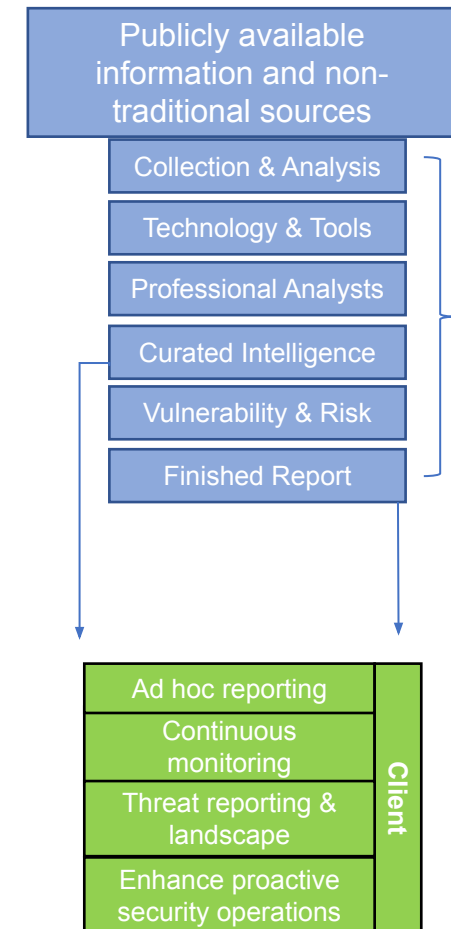 Publicly available
information and non-
traditional sources
Collection & Analysis
Technology & Tools
Professional Analysts
Curated Intelligence
Vulnerability & Risk
Finished Report
Ad hoc reporting
Continuous
monitoring
Threat reporting &
landscape
Enhance proactive
security operations
Client